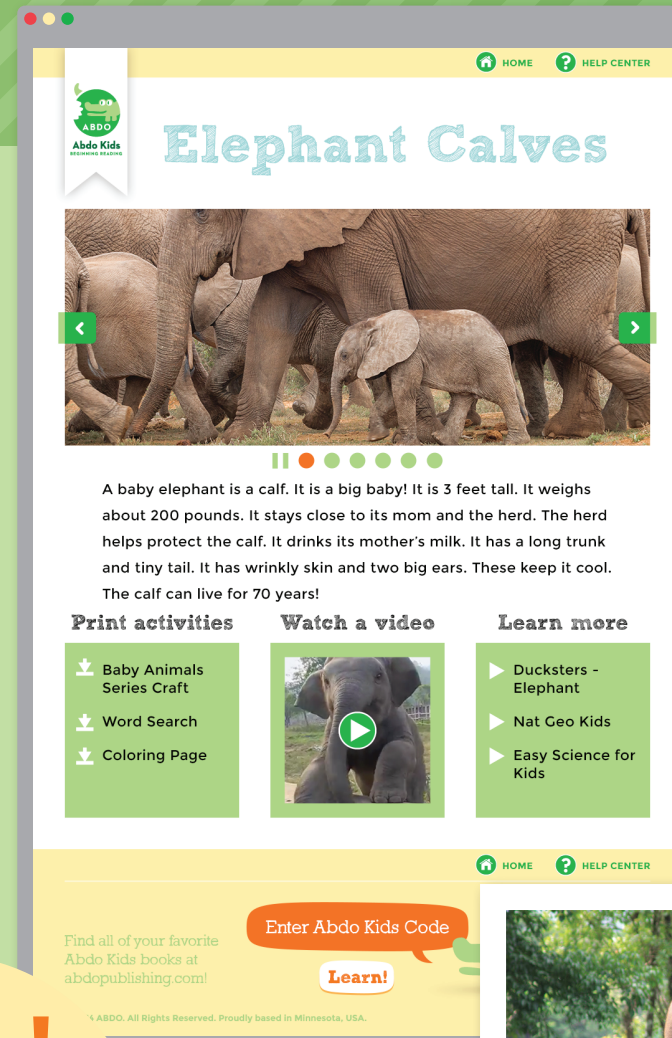 HOME
HELP CENTER
ABDO
Abdo Kids
BEGINNING READING
Elephant Calves
A baby elephant is a calf. It is a big baby! It is 3 feet tall. It weighs
about 200 pounds. It stays close to its mom and the herd. The herd
helps protect the calf. It drinks its mother’s milk. It has a long trunk
and tiny tail. It has wrinkly skin and two big ears. These keep it cool.
The calf can live for 70 years!
Print activities
Baby Animals
Series Craft
Word Search
Coloring Page
Watch a video
Learn more
Ducksters -
Elephant
Nat Geo Kids
Easy Science for
Kids
HOME
HELP CENTER
Find all of your favorite
Abdo Kids books at
abdopublishing.com!
Enter Abdo Kids Code
Learn!
ABDO. All Rights Reserved. Proudly based in Minnesota, USA.